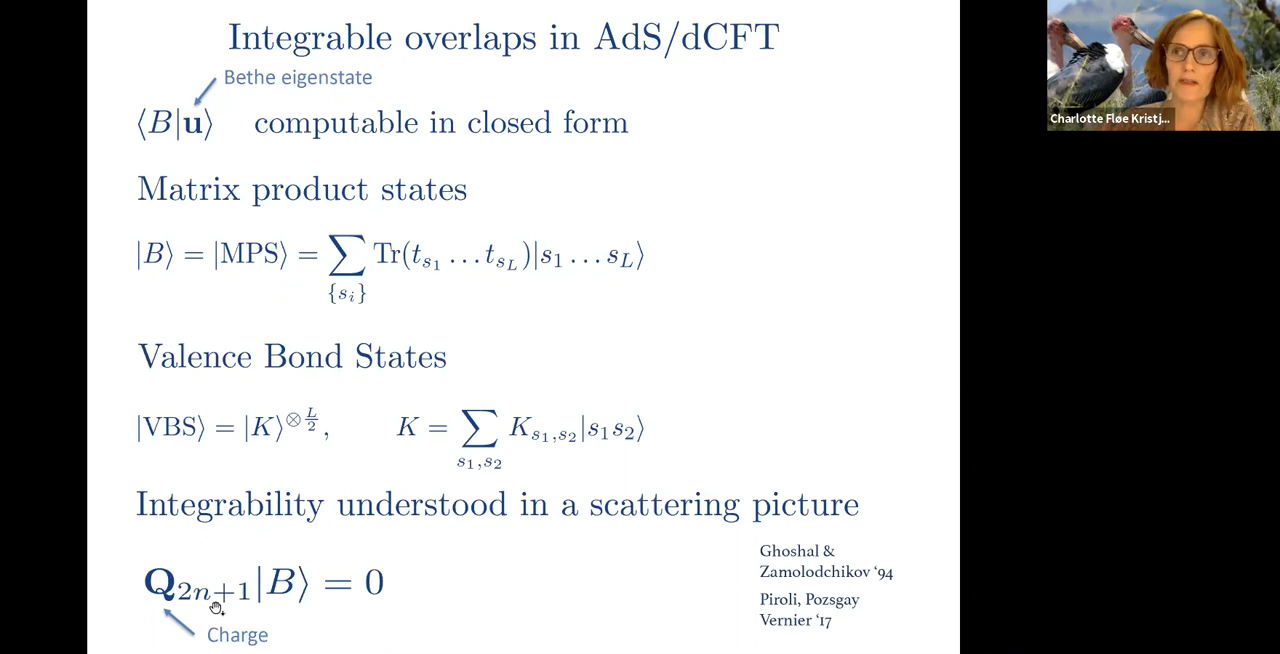 Integrable overlaps in AdS/dCFT
Bethe eigenstate
⟨B|u⟩ computable in closed form
Matrix product states
|B⟩ = |MPS⟩ = ∑_{s_i} Tr(t_{s_1} … t_{s_L})|s_1 … s_L⟩
Valence Bond States
|VBS⟩ = |K⟩^{⊗ L/2}, K = ∑_{s_1,s_2} K_{s_1,s_2}|s_1 s_2⟩
Integrability understood in a scattering picture
Q_{2n+1}|B⟩ = 0
Charge
Ghoshal &
Zamolodchikov ‘94
Piroli, Pozsgay
Vernier ‘17
Charlotte Fløe Kristj...